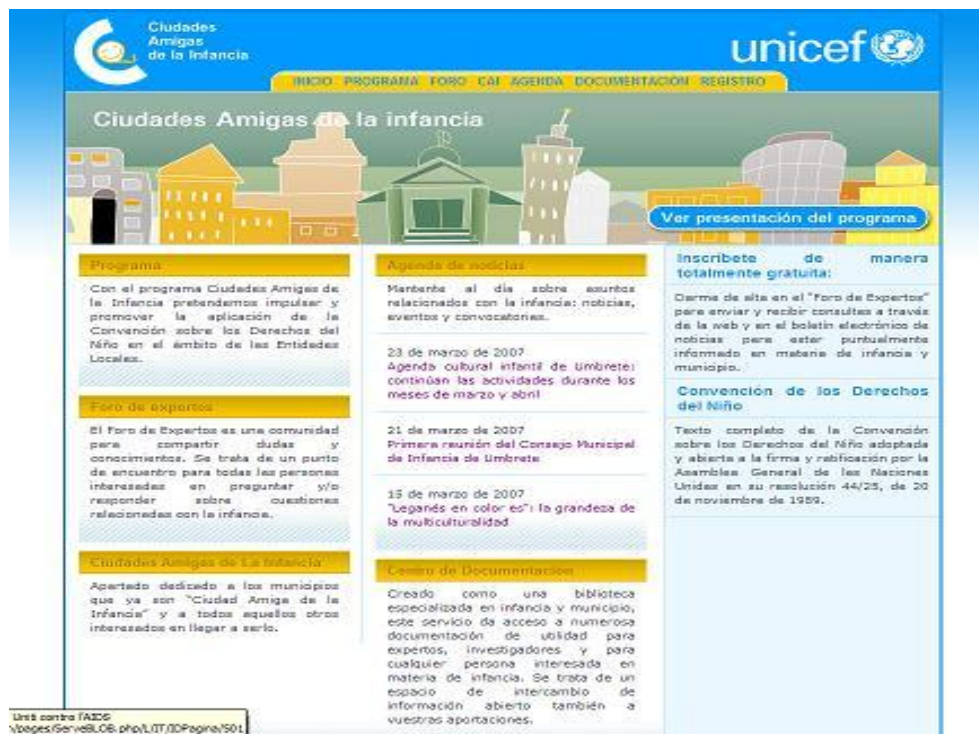 Ciudades
Amigas
de la Infancia
unicef
INICIO PROGRAMA FORO CAI AGENDA DOCUMENTACIÓN REGISTRO
Ciudades Amigas de la infancia
Ver presentación del programa
Programa
Con el programa Ciudades Amigas de
la Infancia pretendemos impulsar y
promover la aplicación de la
Convención sobre los Derechos del
Niño en el ámbito de las Entidades
Locales.
Foro de expertos
El Foro de Expertos es una comunidad
para compartir dudas y
conocimientos. Se trata de un punto
de encuentro para todas las personas
interesadas en preguntar y/o
responder sobre cuestiones
relacionadas con la infancia.
Ciudades Amigas de La Infancia
Apartado dedicado a los municipios
que ya son "Ciudad Amiga de la
Infancia" y a todos aquellos otros
interesados en llegar a serlo.
Agenda de noticias
Mantente al día sobre asuntos
relacionados con la infancia: noticias,
eventos y convocatorias.
23 de marzo de 2007
Agenda cultural infantil de Umbrete:
continúan las actividades durante los
meses de marzo y abril
21 de marzo de 2007
Primera reunión del Consejo Municipal
de Infancia de Umbrete
15 de marzo de 2007
"Leganés en color es": la grandeza de
la multiculturalidad
Centro de Documentación
Creado como una biblioteca
especializada en infancia y municipio,
este servicio da acceso a numerosa
documentación de utilidad para
expertos, investigadores y para
cualquier persona interesada en
materia de infancia. Se trata de un
espacio de intercambio de
información abierto también a
vuestras aportaciones.
Inscríbete de manera
totalmente gratuita:
Darme de alta en el "Foro de Expertos"
para enviar y recibir consultas a través
de la web y en el boletín electrónico de
noticias para estar puntualmente
informado en materia de infancia y
municipio.
Convención de los Derechos
del Niño
Texto completo de la Convención
sobre los Derechos del Niño adoptada
y abierta a la firma y ratificación por la
Asamblea General de las Naciones
Unidas en su resolución 44/25, de 20
de noviembre de 1989.
Uniti contro l'AIDS
/pages/ServeBLOB.php/L/IT/IDPagina/501